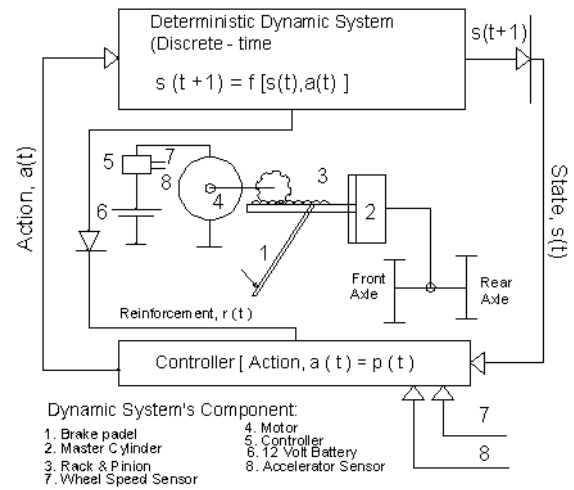 Deterministic Dynamic System
(Discrete - time
s (t +1) = f [s(t),a(t) ]
s(t+1)
Action, a(t)
State, s(t)
5
7
8
6
4
3
2
1
Front
Axle
Rear
Axle
Reinforcement, r (t)
Controller [ Action, a ( t ) = p ( t )
7
8
Dynamic System's Component:
1. Brake padel
2. Master Cylinder
3. Rack & Pinion
7. Wheel Speed Sensor
4. Motor
5. Controller
6. 12 Volt Battery
8. Accelerator Sensor